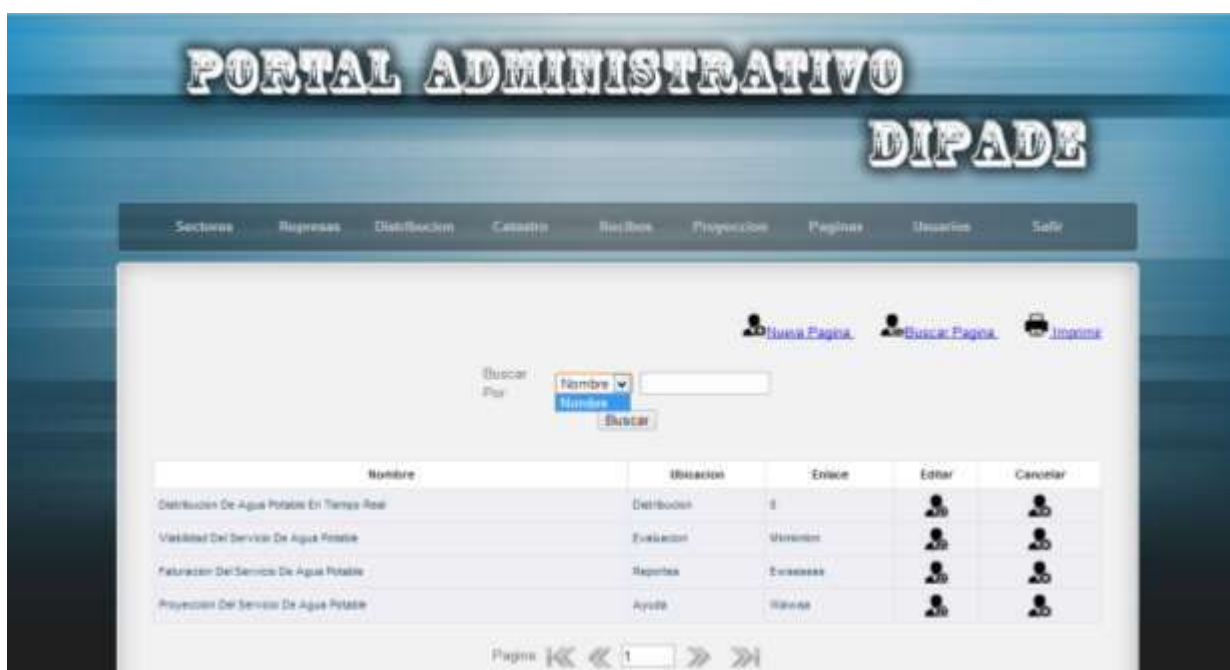 PORTAL ADMINISTRATIVO
DIPADE
Sectores Represas Distribucion Catastro Recibos Proyeccion Paginas Usuarios Salir
Nueva Pagina Buscar Pagina Imprimir
Buscar Por: Nombre
Nombre
Buscar
Nombre Ubicacion Enlace Editar Cancelar
Distribucion De Agua Potable En Tiempo Real Distribucion
Viabilidad Del Servicio De Agua Potable Evaluacion
Faturación Del Servicio De Agua Potable Reportes
Proyección Del Servicio De Agua Potable Ayuda
Pagina 1